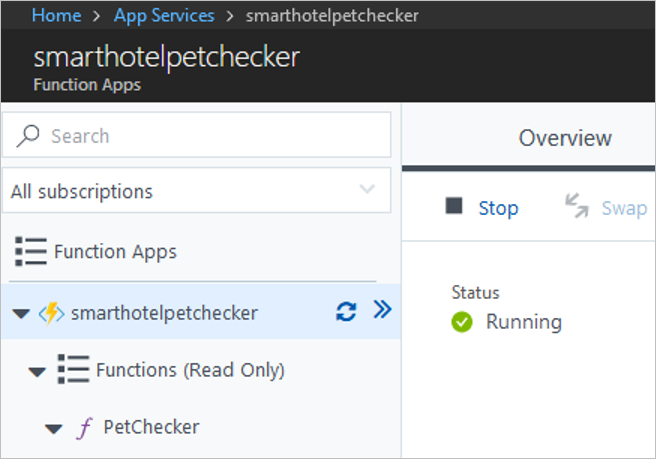 Home > App Services > smarthotelpetchecker
smarthotelpetchecker
Function Apps
Search
All subscriptions
Function Apps
smarthotelpetchecker
Functions (Read Only)
PetChecker
Overview
Stop Swap
Status
Running